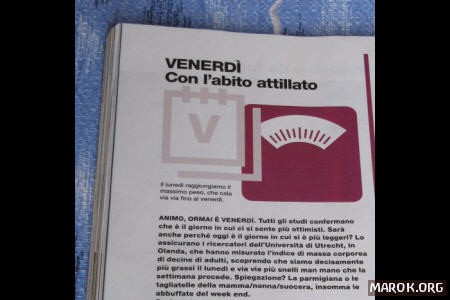 VENERDÌ
Con l'abito attillato
V
Il lunedì raggiungiamo il
massimo peso, che cala
via via fino al venerdì.
ANIMO, ORMAI È VENERDÌ. Tutti gli studi confermano
che è il giorno in cui ci si sente più ottimisti. Sarà
anche perché oggi è il giorno in cui si è più leggeri? Lo
assicurano i ricercatori dell'Università di Utrecht, in
Olanda, che hanno misurato l'indice di massa corporea
di decine di adulti, scoprendo che siamo decisamente
più grassi il lunedì e via via più snelli man mano che la
settimana procede. Spiegazione? La parmigiana o le
tagliatelle della mamma/nonna/suocera, insomma le
abbuffate del week end.
MAROK.ORG
MAROK.ORG